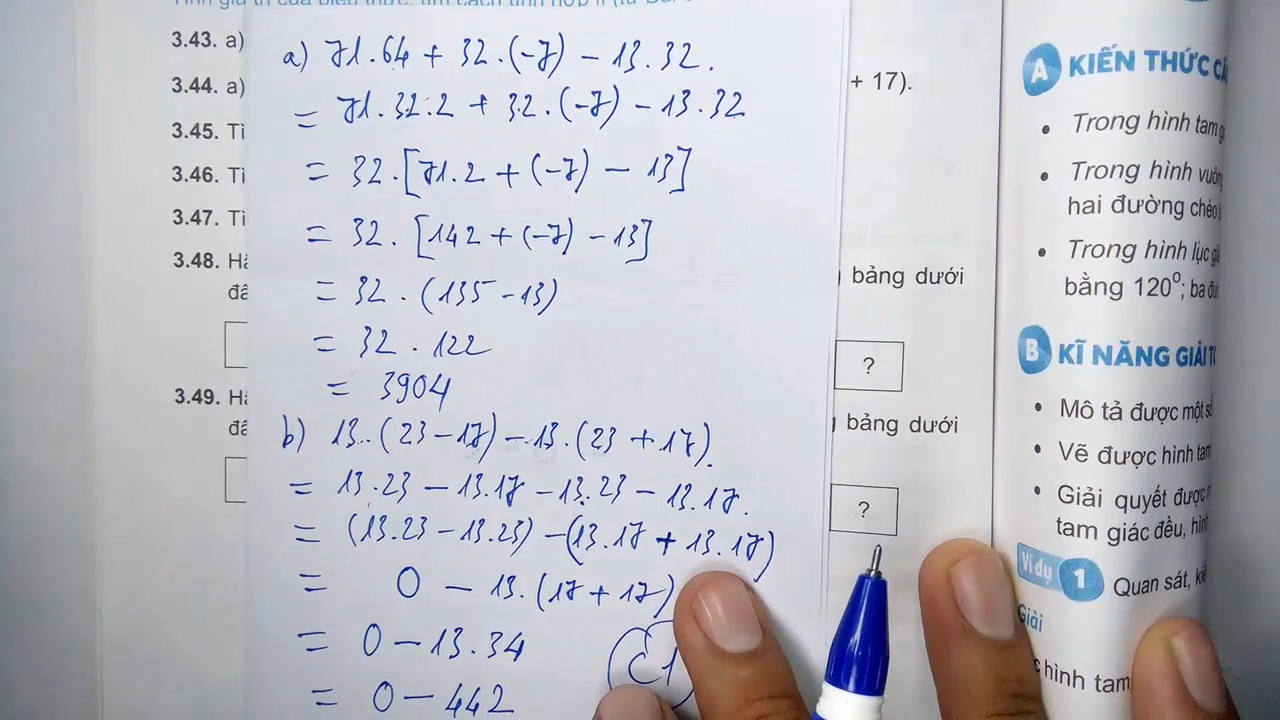 3.43. a)
3.44. a)
+ 17).
3.45. Tì
3.46. Tì
3.47. Tì
3.48. Hã
bảng dưới
đâ
?
3.49. Hã
bảng dưới
đâ
?
a) 71.64 + 32.(-7) - 13.32.
= 71.32.2 + 32.(-7) - 13.32
= 32.[71.2 + (-7) - 13]
= 32.[142 + (-7) - 13]
= 32.(135 - 13)
= 32.122
= 3904
b) 13.(23 - 17) - 13.(23 + 17).
= 13.23 - 13.17 - 13.23 - 13.17.
= (13.23 - 13.23) - (13.17 + 13.17)
= 0 - 13.(17 + 17)
= 0 - 13.34
= 0 - 442
C1
A KIẾN THỨC
• Trong hình tam
• Trong hình vuông
hai đường chéo
• Trong hình lục
bằng 120°; ba
B KĨ NĂNG GIẢI
• Mô tả được một số
• Vẽ được hình tam
• Giải quyết được
tam giác đều,
Ví dụ 1 Quan sát,
Giải
hình tam